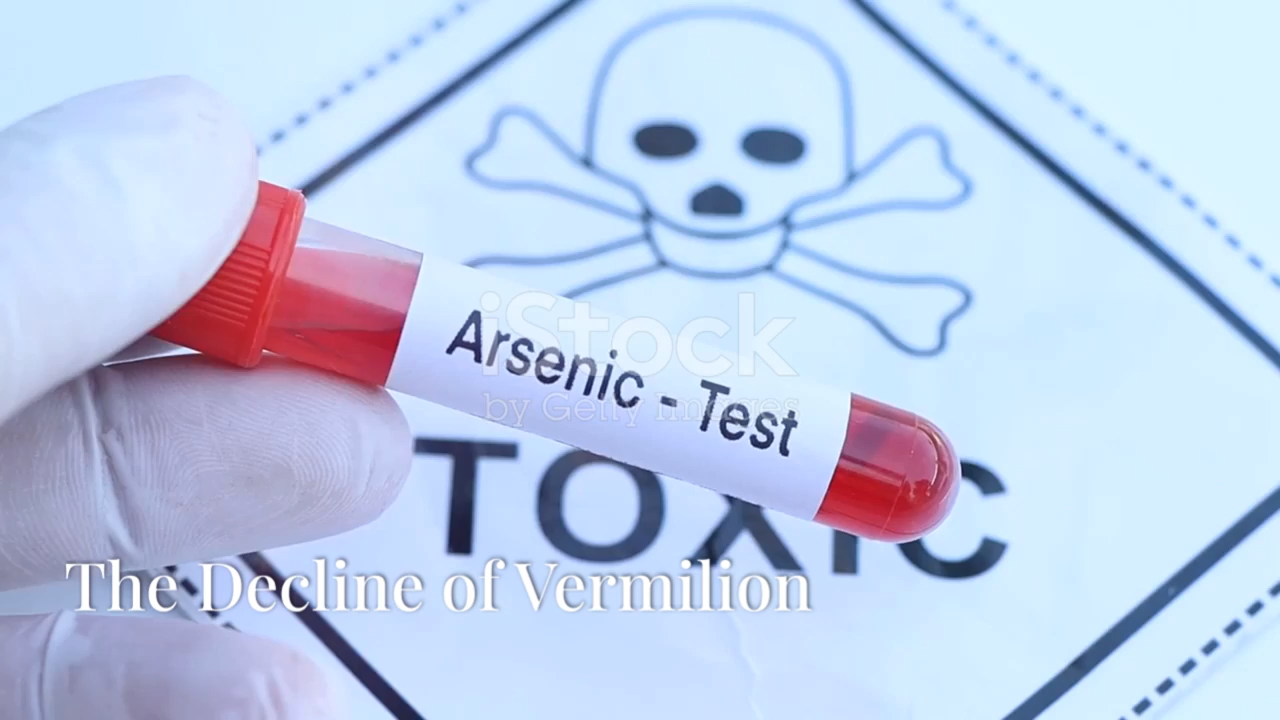 iStock
by Getty Images
Arsenic - Test
TOXIC
The Decline of Vermilion